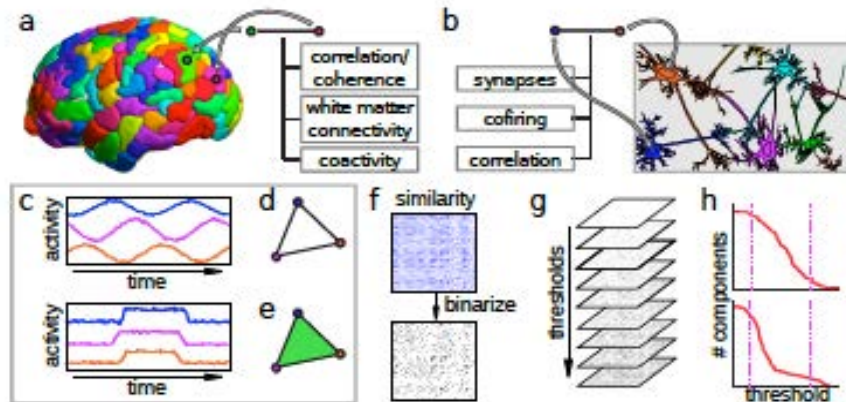 a
correlation/
coherence
white matter
connectivity
coactivity
b
synapses
cofiring
correlation
c
activity
time
activity
time
d
e
f
similarity
binarize
g
thresholds
h
# components
threshold